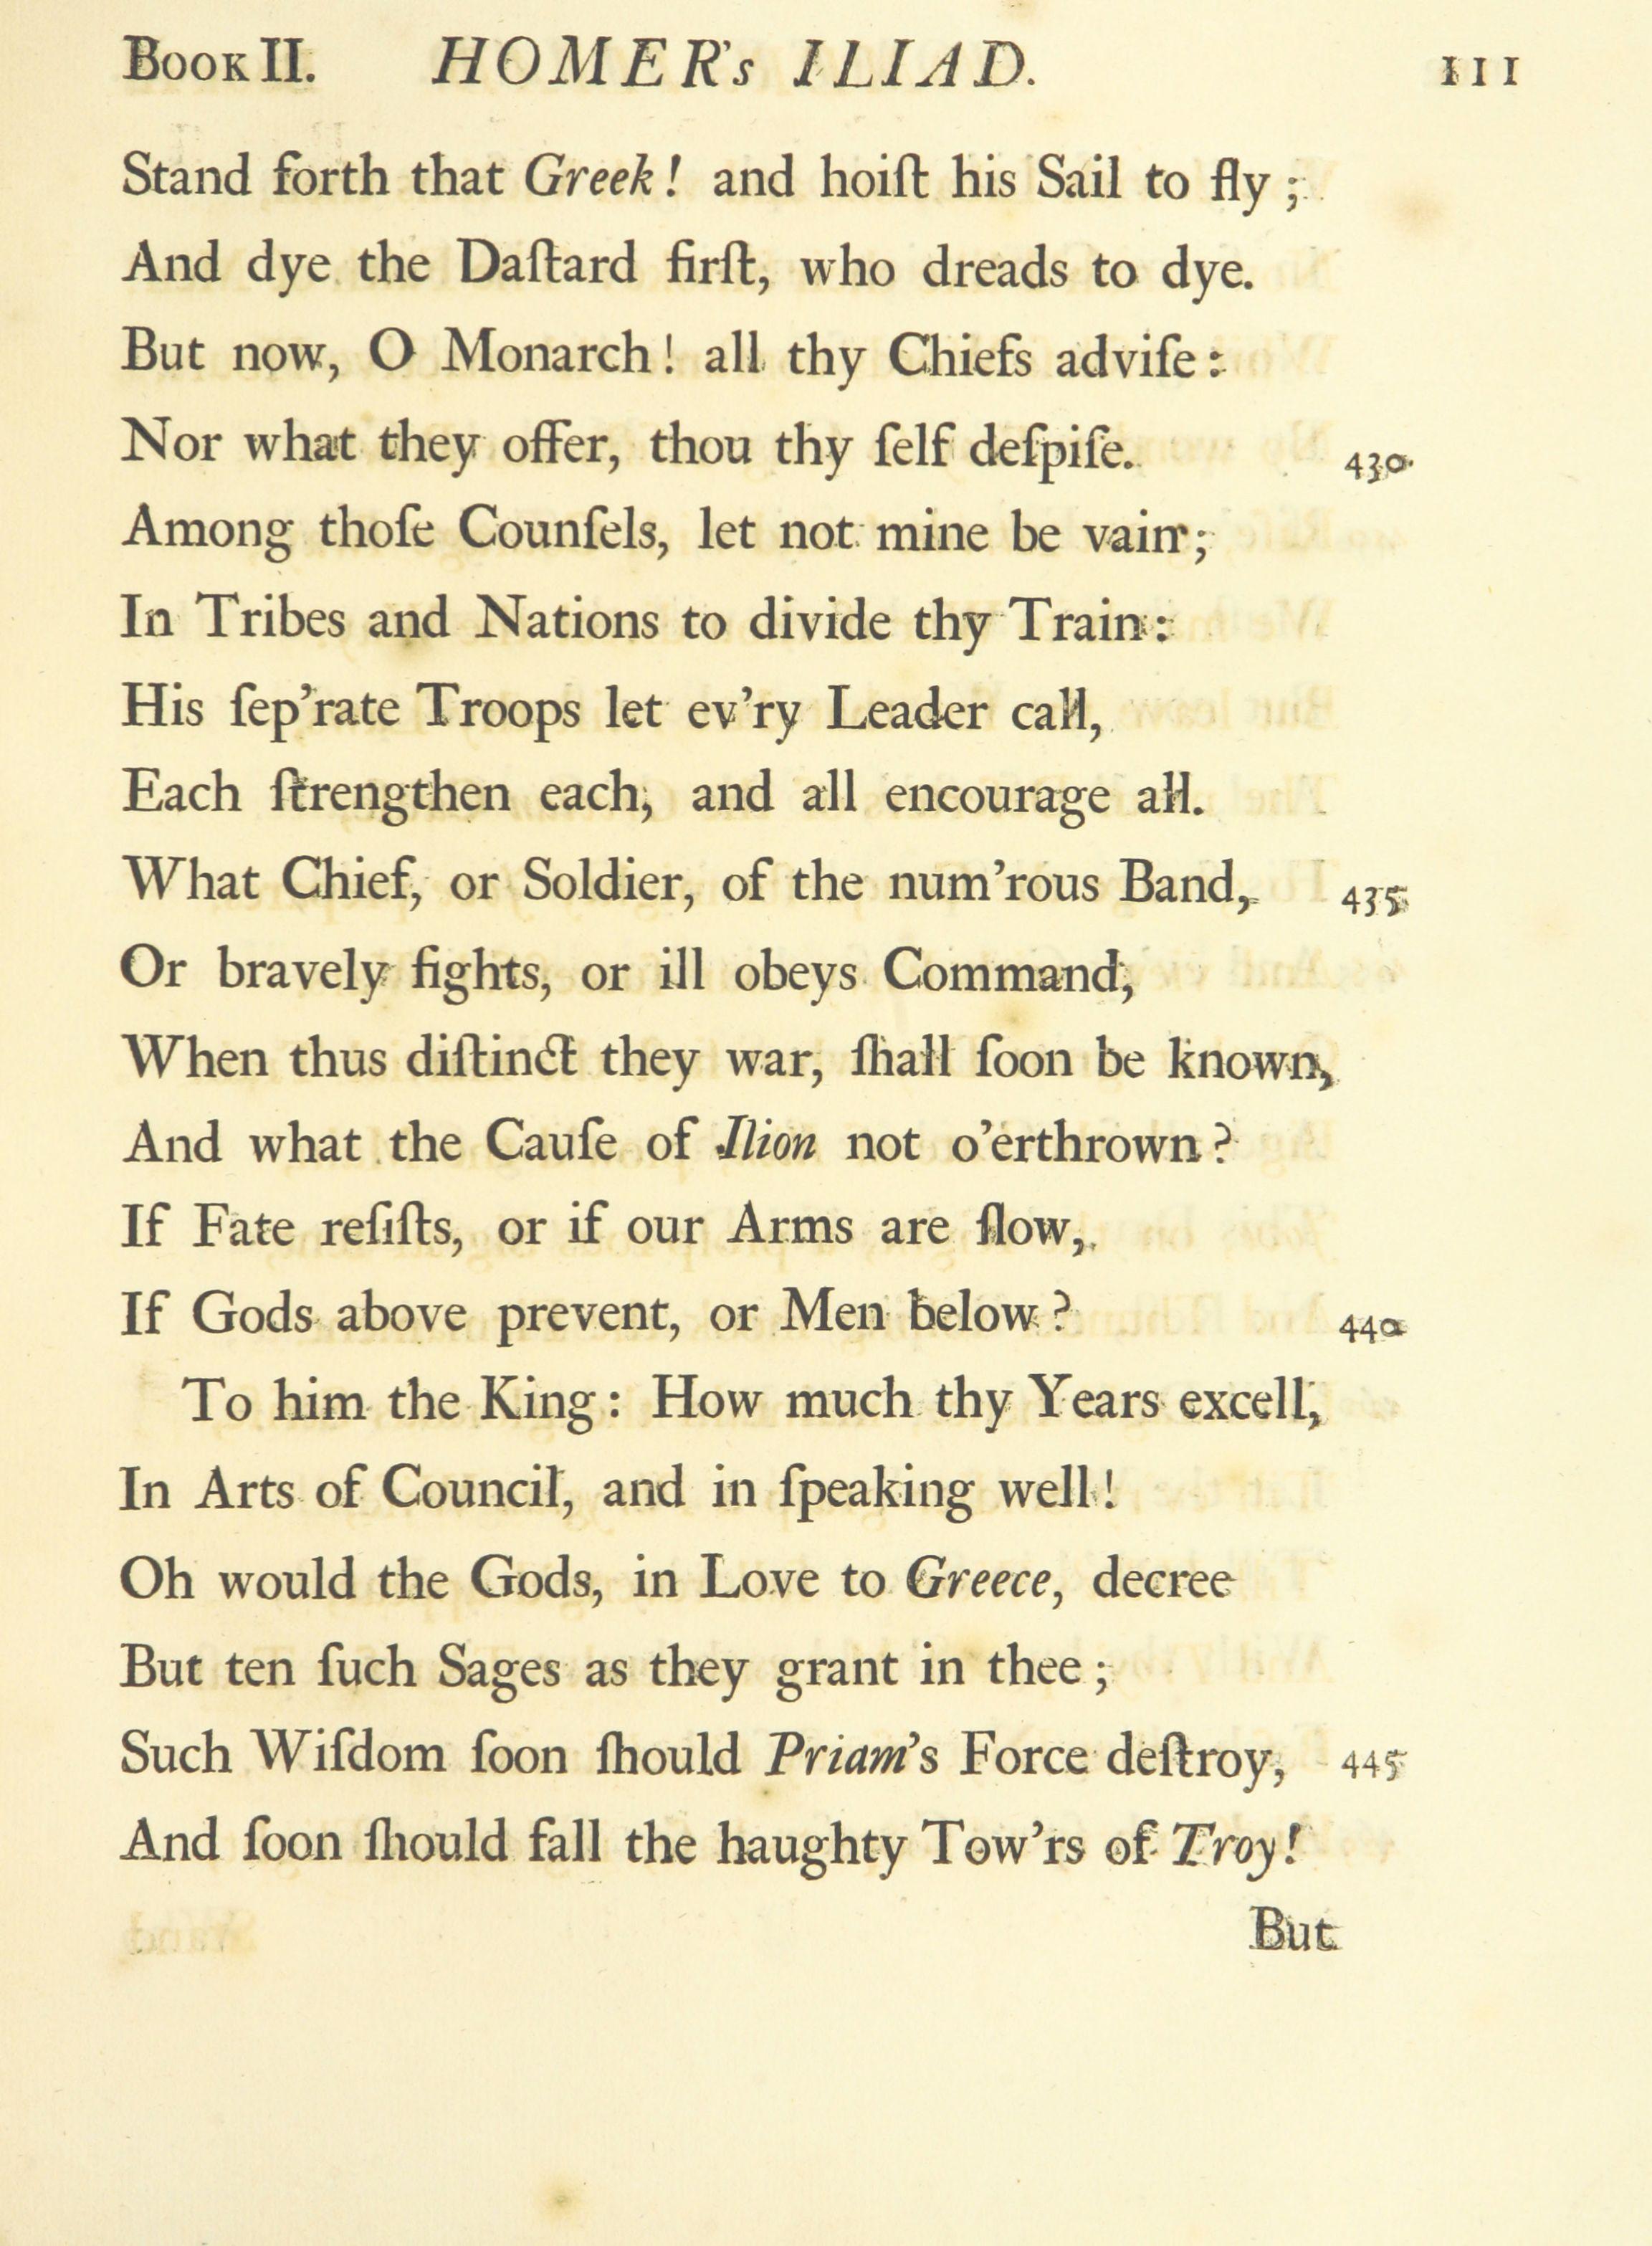 BOOK II. HOMER's ILIAD. 111
Stand forth that Greek! and hoiſt his Sail to fly;
And dye the Daſtard firſt, who dreads to dye.
But now, O Monarch! all thy Chiefs adviſe:
Nor what they offer, thou thy ſelf deſpiſe. 430
Among thoſe Counſels, let not mine be vain;
In Tribes and Nations to divide thy Train:
His ſep'rate Troops let ev'ry Leader call,
Each ſtrengthen each, and all encourage all.
What Chief, or Soldier, of the num'rous Band, 435
Or bravely fights, or ill obeys Command,
When thus diſtinct they war, ſhall ſoon be known,
And what the Cauſe of Ilion not o'erthrown?
If Fate reſiſts, or if our Arms are ſlow,
If Gods above prevent, or Men below? 440
To him the King: How much thy Years excell,
In Arts of Council, and in ſpeaking well!
Oh would the Gods, in Love to Greece, decree
But ten ſuch Sages as they grant in thee;
Such Wiſdom ſoon ſhould Priam's Force deſtroy, 445
And ſoon ſhould fall the haughty Tow'rs of Troy!
But